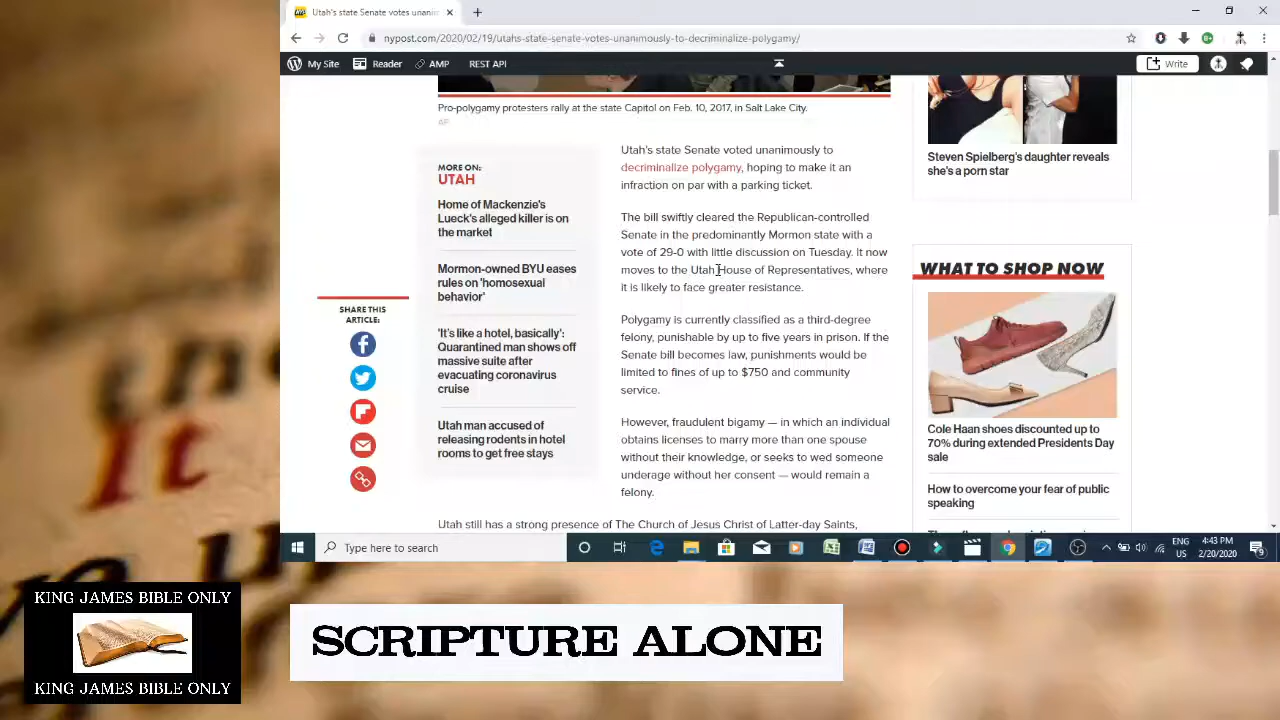 Utah's state Senate votes unanim
nypost.com/2020/02/19/utahs-state-senate-votes-unanimously-to-decriminalize-polygamy/
My Site
Reader
AMP
REST API
Write
Pro-polygamy protesters rally at the state Capitol on Feb. 10, 2017, in Salt Lake City.
AP
MORE ON:
UTAH
Home of Mackenzie's
Lueck's alleged killer is on
the market
Mormon-owned BYU eases
rules on 'homosexual
behavior'
'It's like a hotel, basically':
Quarantined man shows off
massive suite after
evacuating coronavirus
cruise
Utah man accused of
releasing rodents in hotel
rooms to get free stays
SHARE THIS
ARTICLE:
Utah's state Senate voted unanimously to
decriminalize polygamy, hoping to make it an
infraction on par with a parking ticket.
The bill swiftly cleared the Republican-controlled
Senate in the predominantly Mormon state with a
vote of 29-0 with little discussion on Tuesday. It now
moves to the Utah House of Representatives, where
it is likely to face greater resistance.
Polygamy is currently classified as a third-degree
felony, punishable by up to five years in prison. If the
Senate bill becomes law, punishments would be
limited to fines of up to $750 and community
service.
However, fraudulent bigamy — in which an individual
obtains licenses to marry more than one spouse
without their knowledge, or seeks to wed someone
underage without her consent — would remain a
felony.
Utah still has a strong presence of The Church of Jesus Christ of Latter-day Saints,
Steven Spielberg's daughter reveals
she's a porn star
WHAT TO SHOP NOW
Cole Haan shoes discounted up to
70% during extended Presidents Day
sale
How to overcome your fear of public
speaking
Type here to search
ENG
US
4:43 PM
2/20/2020
It
KING JAMES BIBLE ONLY
KING JAMES BIBLE ONLY
SCRIPTURE ALONE